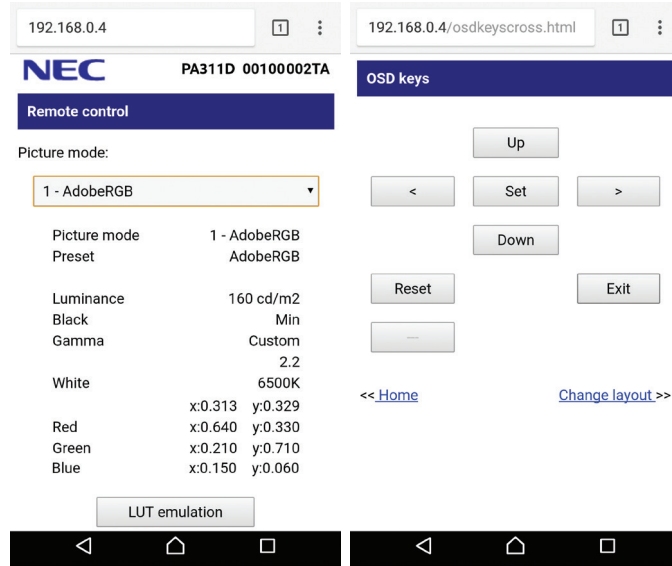 192.168.0.4
1
NEC
PA311D 00100002TA
Remote control
Picture mode:
1 - AdobeRGB
Picture mode 1 - AdobeRGB
Preset AdobeRGB
Luminance 160 cd/m2
Black Min
Gamma Custom
2.2
White 6500K
x:0.313 y:0.329
Red x:0.640 y:0.330
Green x:0.210 y:0.710
Blue x:0.150 y:0.060
LUT emulation
192.168.0.4/osdkeyscross.html
1
OSD keys
Up
< Set >
Down
Reset Exit
---
<< Home Change layout >>